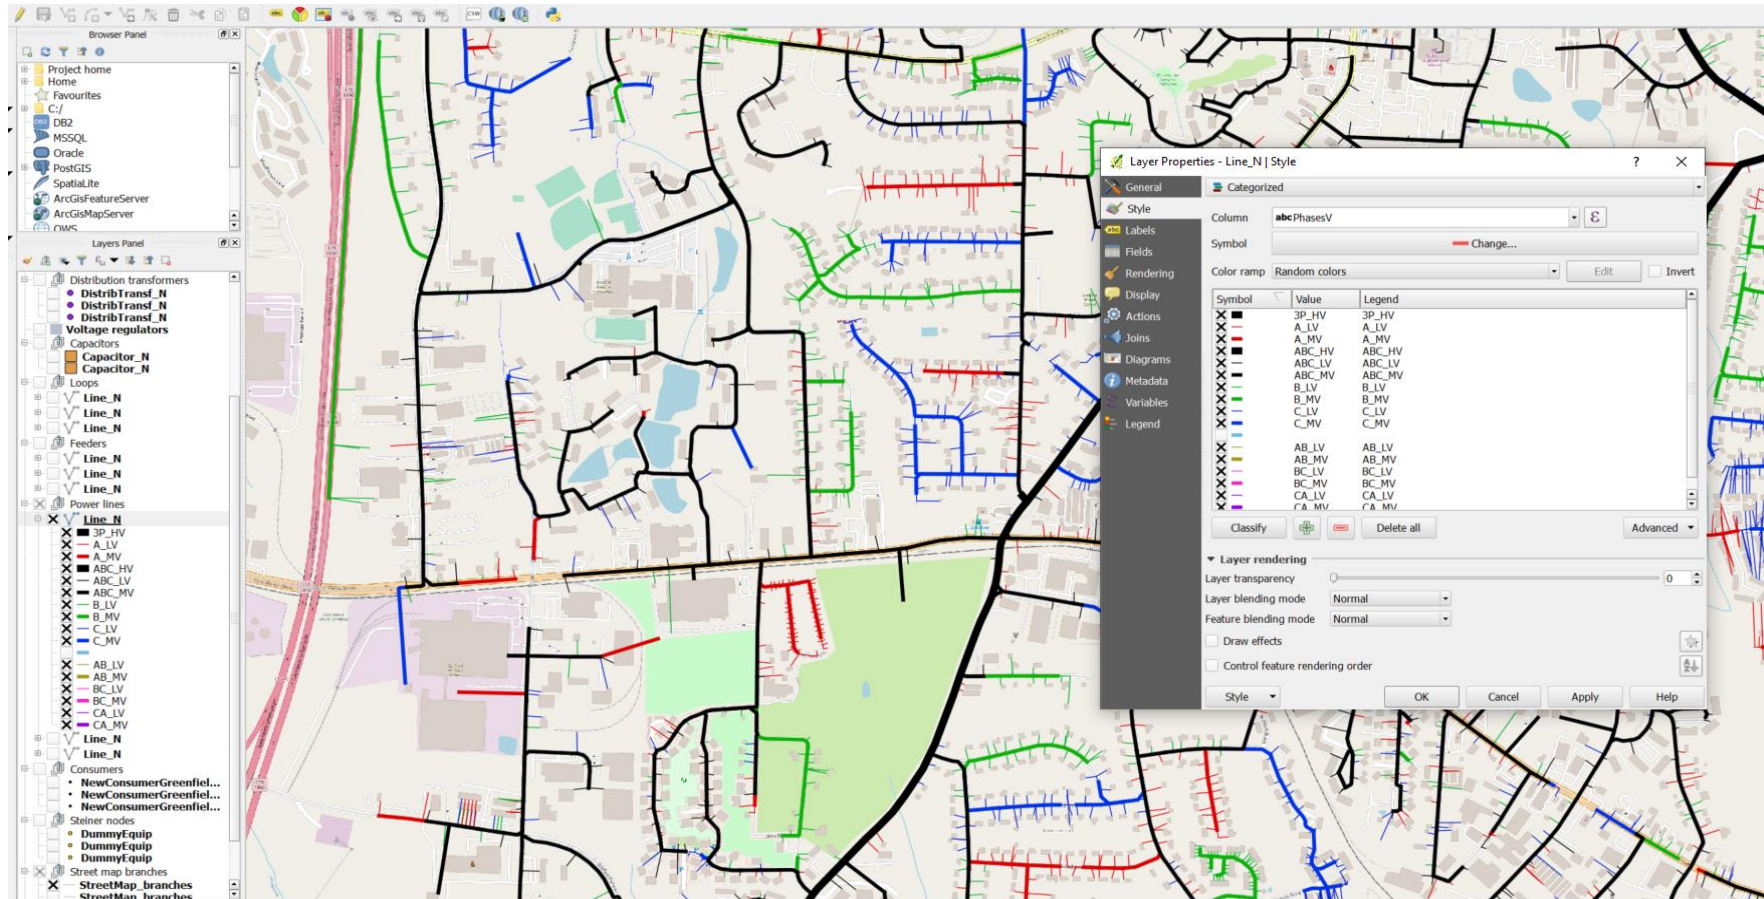 CSW
Browser Panel
Project home
Home
Favourites
C:/
DB2
MSSQL
Oracle
PostGIS
SpatiaLite
ArcGisFeatureServer
ArcGisMapServer
OWS
Layers Panel
Distribution transformers
DistribTransf_N
DistribTransf_N
DistribTransf_N
Voltage regulators
Capacitors
Capacitor_N
Capacitor_N
Loops
Line_N
Line_N
Line_N
Feeders
Line_N
Line_N
Line_N
Power lines
Line_N
3P_HV
A_LV
A_MV
ABC_HV
ABC_LV
ABC_MV
B_LV
B_MV
C_LV
C_MV
AB_LV
AB_MV
BC_LV
BC_MV
CA_LV
CA_MV
Line_N
Line_N
Consumers
NewConsumerGreenfiel...
NewConsumerGreenfiel...
NewConsumerGreenfiel...
Steiner nodes
DummyEquip
DummyEquip
DummyEquip
Street map branches
StreetMap_branches
StreetMap_branches
Layer Properties - Line_N | Style
General
Style
Labels
Fields
Rendering
Display
Actions
Joins
Diagrams
Metadata
Variables
Legend
Categorized
Column abc PhasesV ε
Symbol Change...
Color ramp Random colors Edit Invert
Symbol Value Legend
3P_HV 3P_HV
A_LV A_LV
A_MV A_MV
ABC_HV ABC_HV
ABC_LV ABC_LV
ABC_MV ABC_MV
B_LV B_LV
B_MV B_MV
C_LV C_LV
C_MV C_MV
AB_LV AB_LV
AB_MV AB_MV
BC_LV BC_LV
BC_MV BC_MV
CA_LV CA_LV
CA_MV CA_MV
Classify Delete all Advanced
Layer rendering
Layer transparency 0
Layer blending mode Normal
Feature blending mode Normal
Draw effects
Control feature rendering order
Style OK Cancel Apply Help